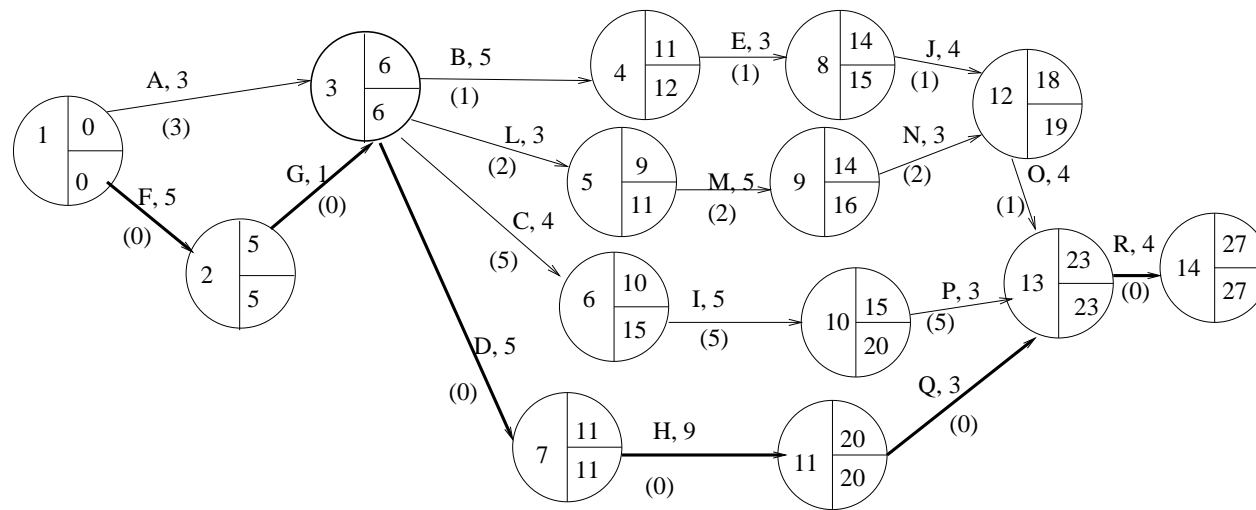 1 0 0
A, 3
(3)
F, 5
(0)
2 5 5
G, 1
(0)
3 6 6
B, 5
(1)
L, 3
(2)
C, 4
(5)
D, 5
(0)
4 11 12
E, 3
(1)
8 14 15
J, 4
(1)
5 9 11
M, 5
(2)
9 14 16
N, 3
(2)
12 18 19
O, 4
(1)
6 10 15
I, 5
(5)
10 15 20
P, 3
(5)
7 11 11
H, 9
(0)
11 20 20
Q, 3
(0)
13 23 23
R, 4
(0)
14 27 27